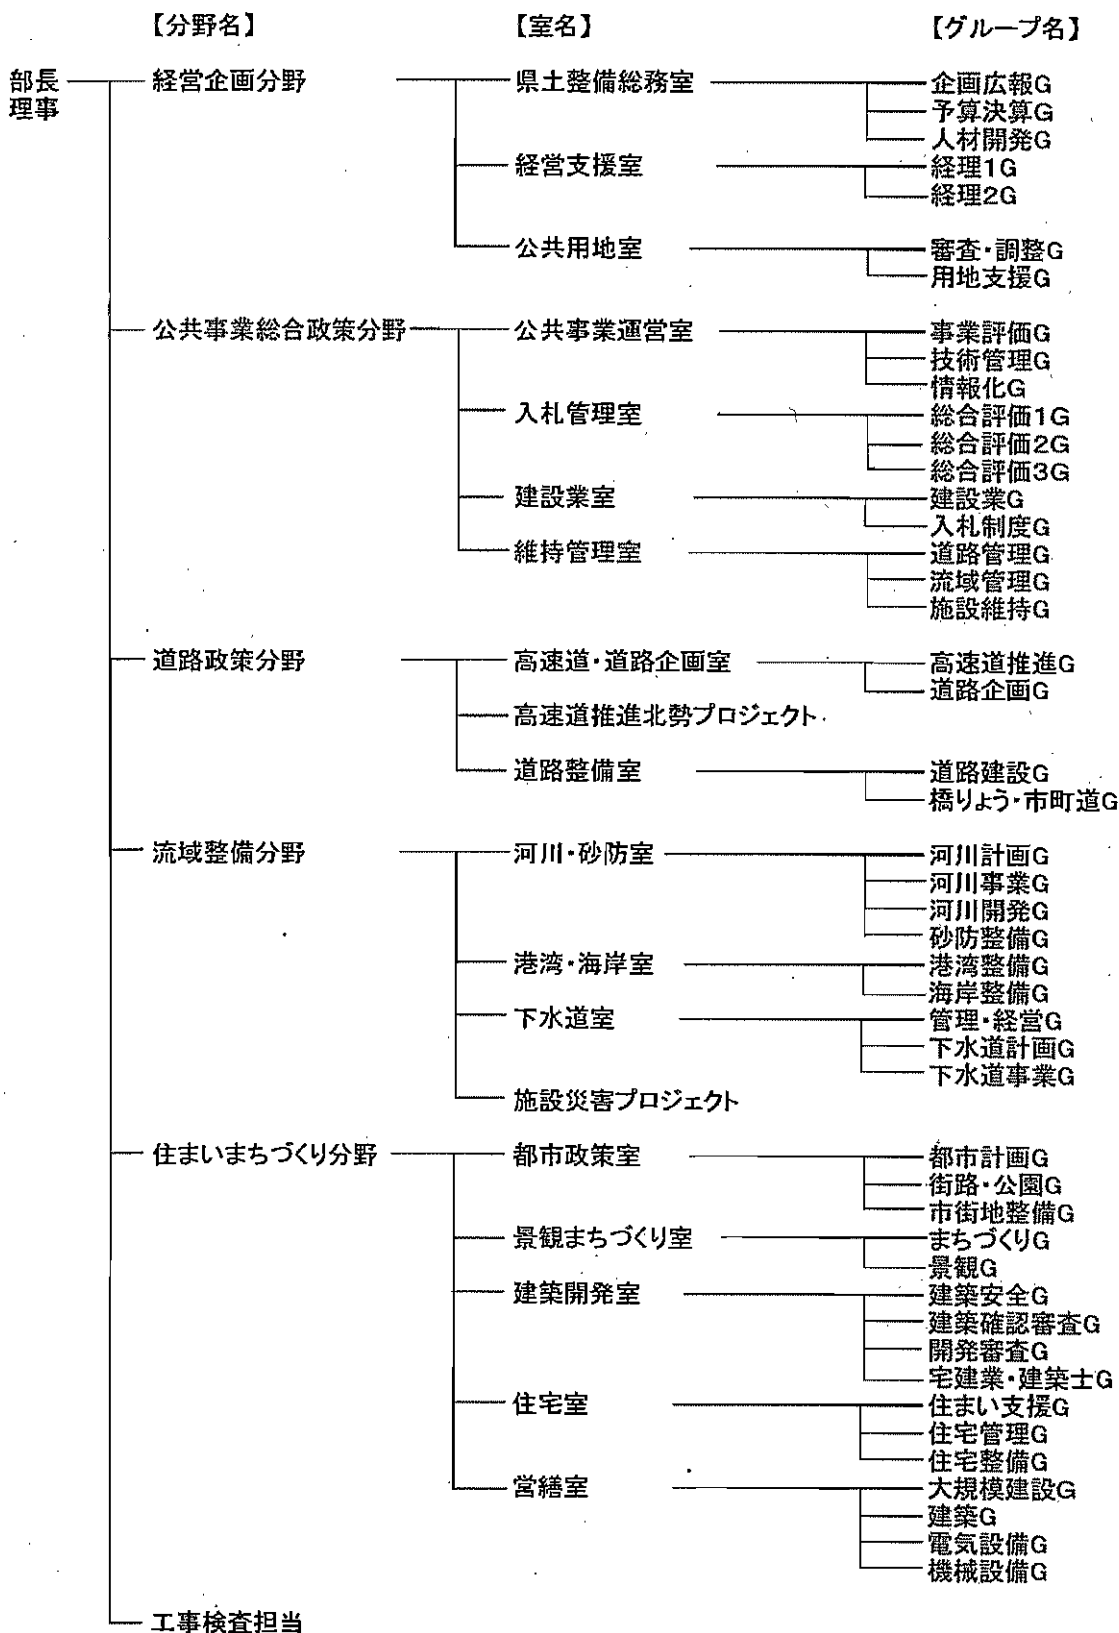 【分野名】 【室名】 【グループ名】
部長 経営企画分野 県土整備総務室 企画広報G
理事 予算決算G
人材開発G
経営支援室 経理1G
経理2G
公共用地室 審査・調整G
用地支援G
公共事業総合政策分野 公共事業運営室 事業評価G
技術管理G
情報化G
入札管理室 総合評価1G
総合評価2G
総合評価3G
建設業室 建設業G
入札制度G
維持管理室 道路管理G
流域管理G
施設維持G
道路政策分野 高速道・道路企画室 高速道推進G
道路企画G
高速道推進北勢プロジェクト
道路整備室 道路建設G
橋りょう・市町道G
流域整備分野 河川・砂防室 河川計画G
河川事業G
河川開発G
砂防整備G
港湾・海岸室 港湾整備G
海岸整備G
下水道室 管理・経営G
下水道計画G
下水道事業G
施設災害プロジェクト
住まいまちづくり分野 都市政策室 都市計画G
街路・公園G
市街地整備G
景観まちづくり室 まちづくりG
景観G
建築開発室 建築安全G
建築確認審査G
開発審査G
宅建業・建築士G
住宅室 住まい支援G
住宅管理G
住宅整備G
営繕室 大規模建設G
建築G
電気設備G
機械設備G
工事検査担当